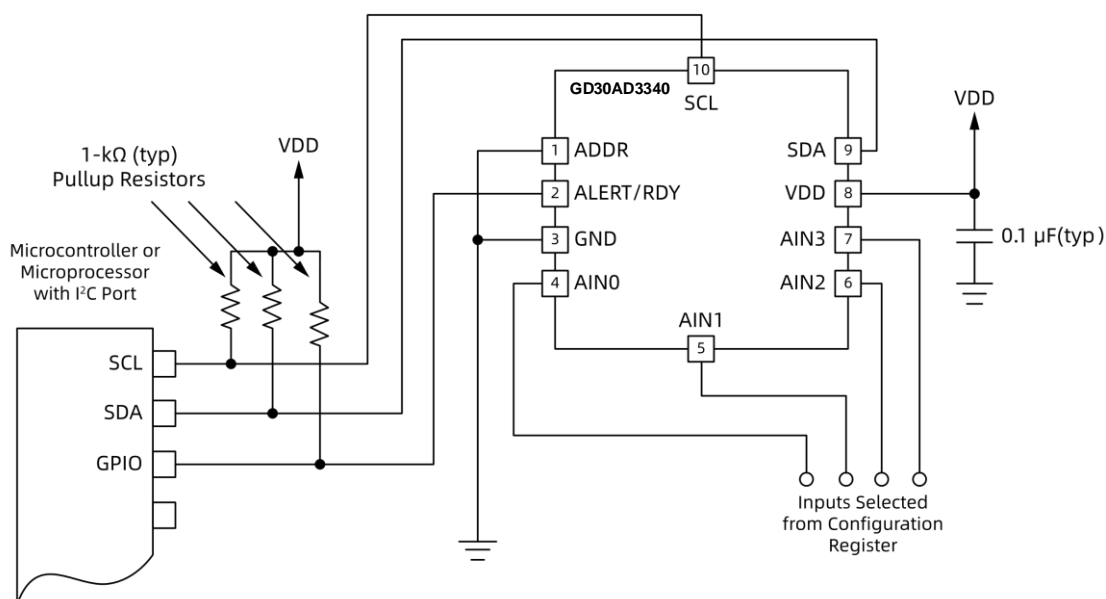 10
GD30AD3340
SCL
VDD
1-kΩ (typ)
Pullup Resistors
VDD
1
ADDR
SDA
9
2
ALERT/RDY
VDD
8
3
GND
AIN3
7
0.1 µF(typ)
4
AIN0
AIN2
6
AIN1
5
Microcontroller or
Microprocessor
with I²C Port
SCL
SDA
GPIO
Inputs Selected
from Configuration
Register